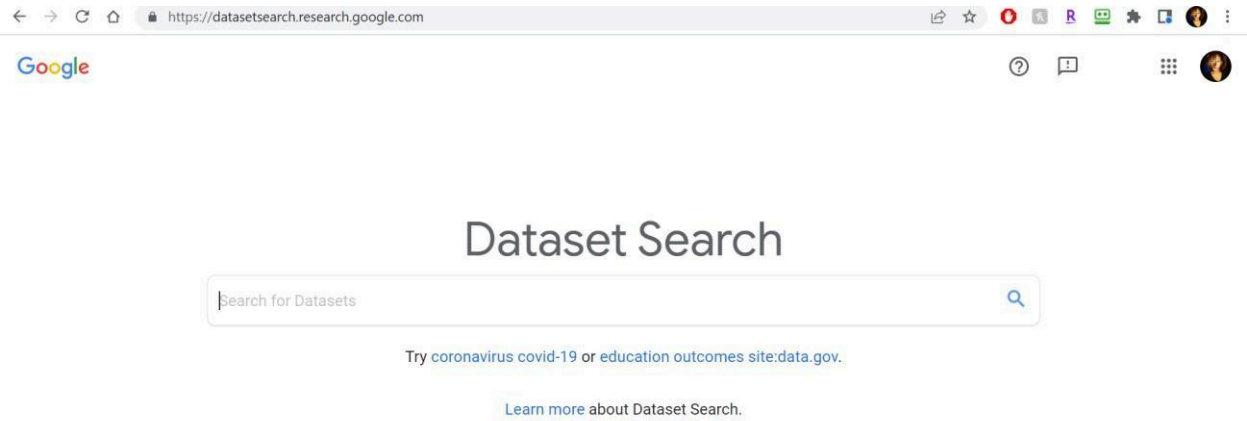 https://datasetsearch.research.google.com
R
Google
Dataset Search
Search for Datasets
Try coronavirus covid-19 or education outcomes site:data.gov.
Learn more about Dataset Search.